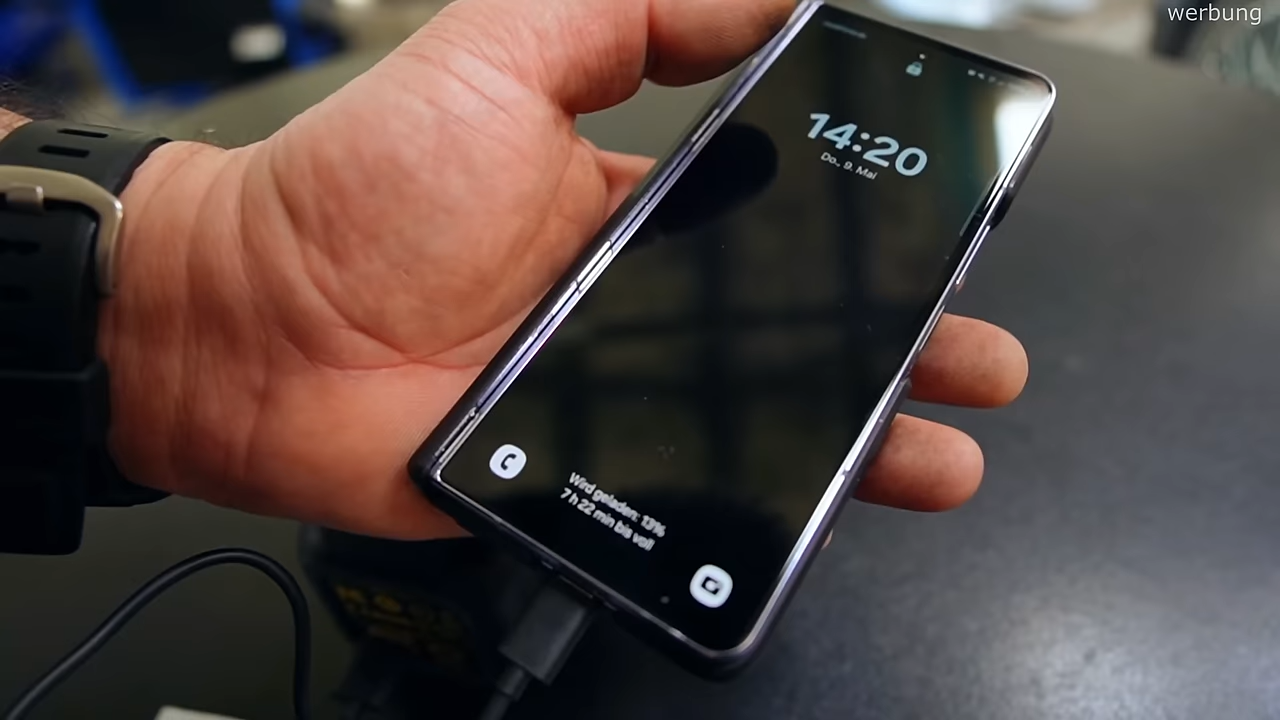 werbung
14:20
Do., 9. Mai
Wird geladen: 13%
7 h 22 min bis voll